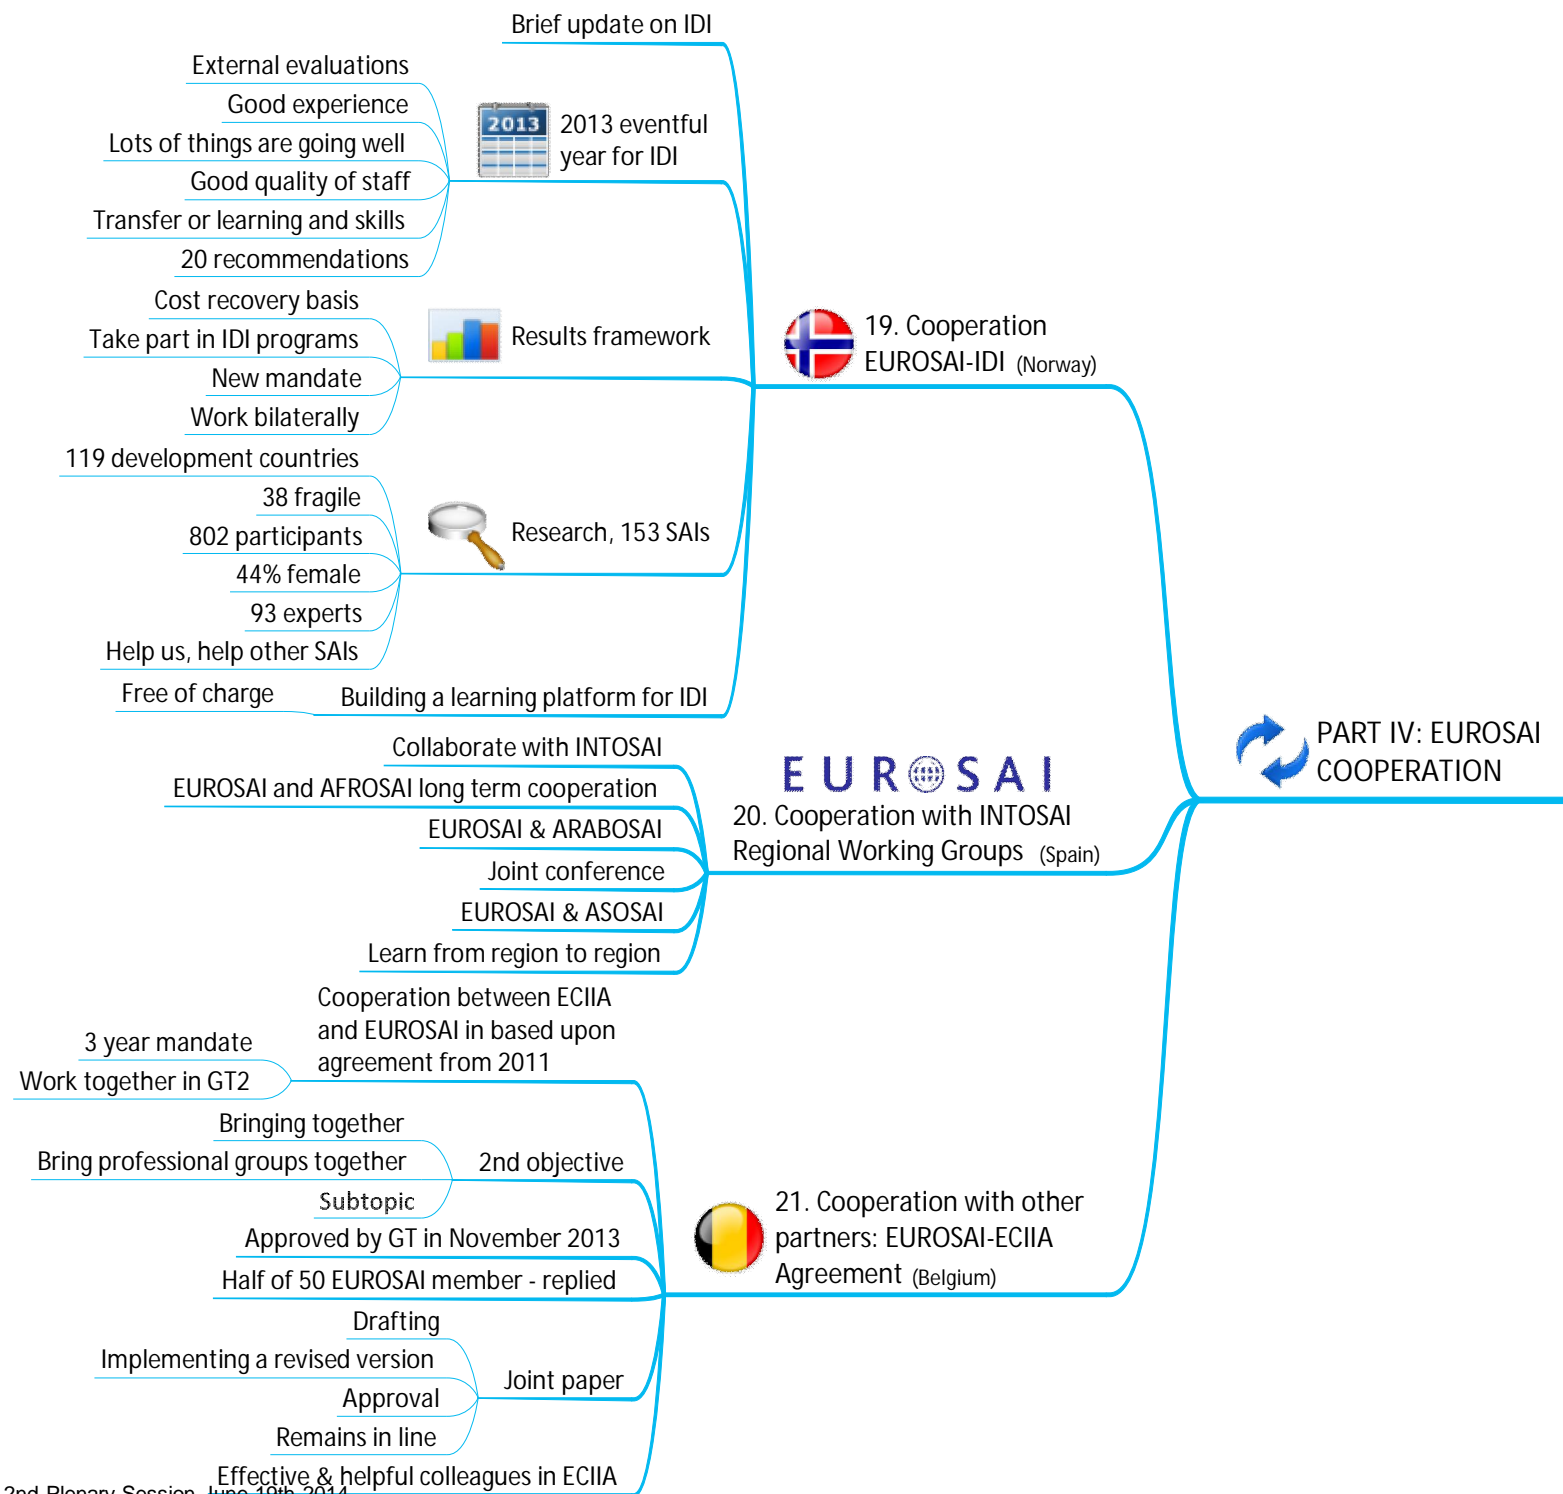 Brief update on IDI
External evaluations
Good experience
Lots of things are going well
Good quality of staff
Transfer or learning and skills
20 recommendations
2013
2013 eventful
year for IDI
Cost recovery basis
Take part in IDI programs
New mandate
Work bilaterally
Results framework
119 development countries
38 fragile
802 participants
44% female
93 experts
Help us, help other SAIs
Research, 153 SAIs
Free of charge
Building a learning platform for IDI
19. Cooperation
EUROSAI-IDI (Norway)
Collaborate with INTOSAI
EUROSAI and AFROSAI long term cooperation
EUROSAI & ARABOSAI
Joint conference
EUROSAI & ASOSAI
Learn from region to region
EUROSAI
20. Cooperation with INTOSAI
Regional Working Groups (Spain)
PART IV: EUROSAI
COOPERATION
Cooperation between ECIIA
and EUROSAI in based upon
agreement from 2011
3 year mandate
Work together in GT2
Bringing together
Bring professional groups together
Subtopic
2nd objective
Approved by GT in November 2013
Half of 50 EUROSAI member - replied
Drafting
Implementing a revised version
Approval
Remains in line
Joint paper
Effective & helpful colleagues in ECIIA
21. Cooperation with other
partners: EUROSAI-ECIIA
Agreement (Belgium)
2nd Plenary Session June 19th 2014